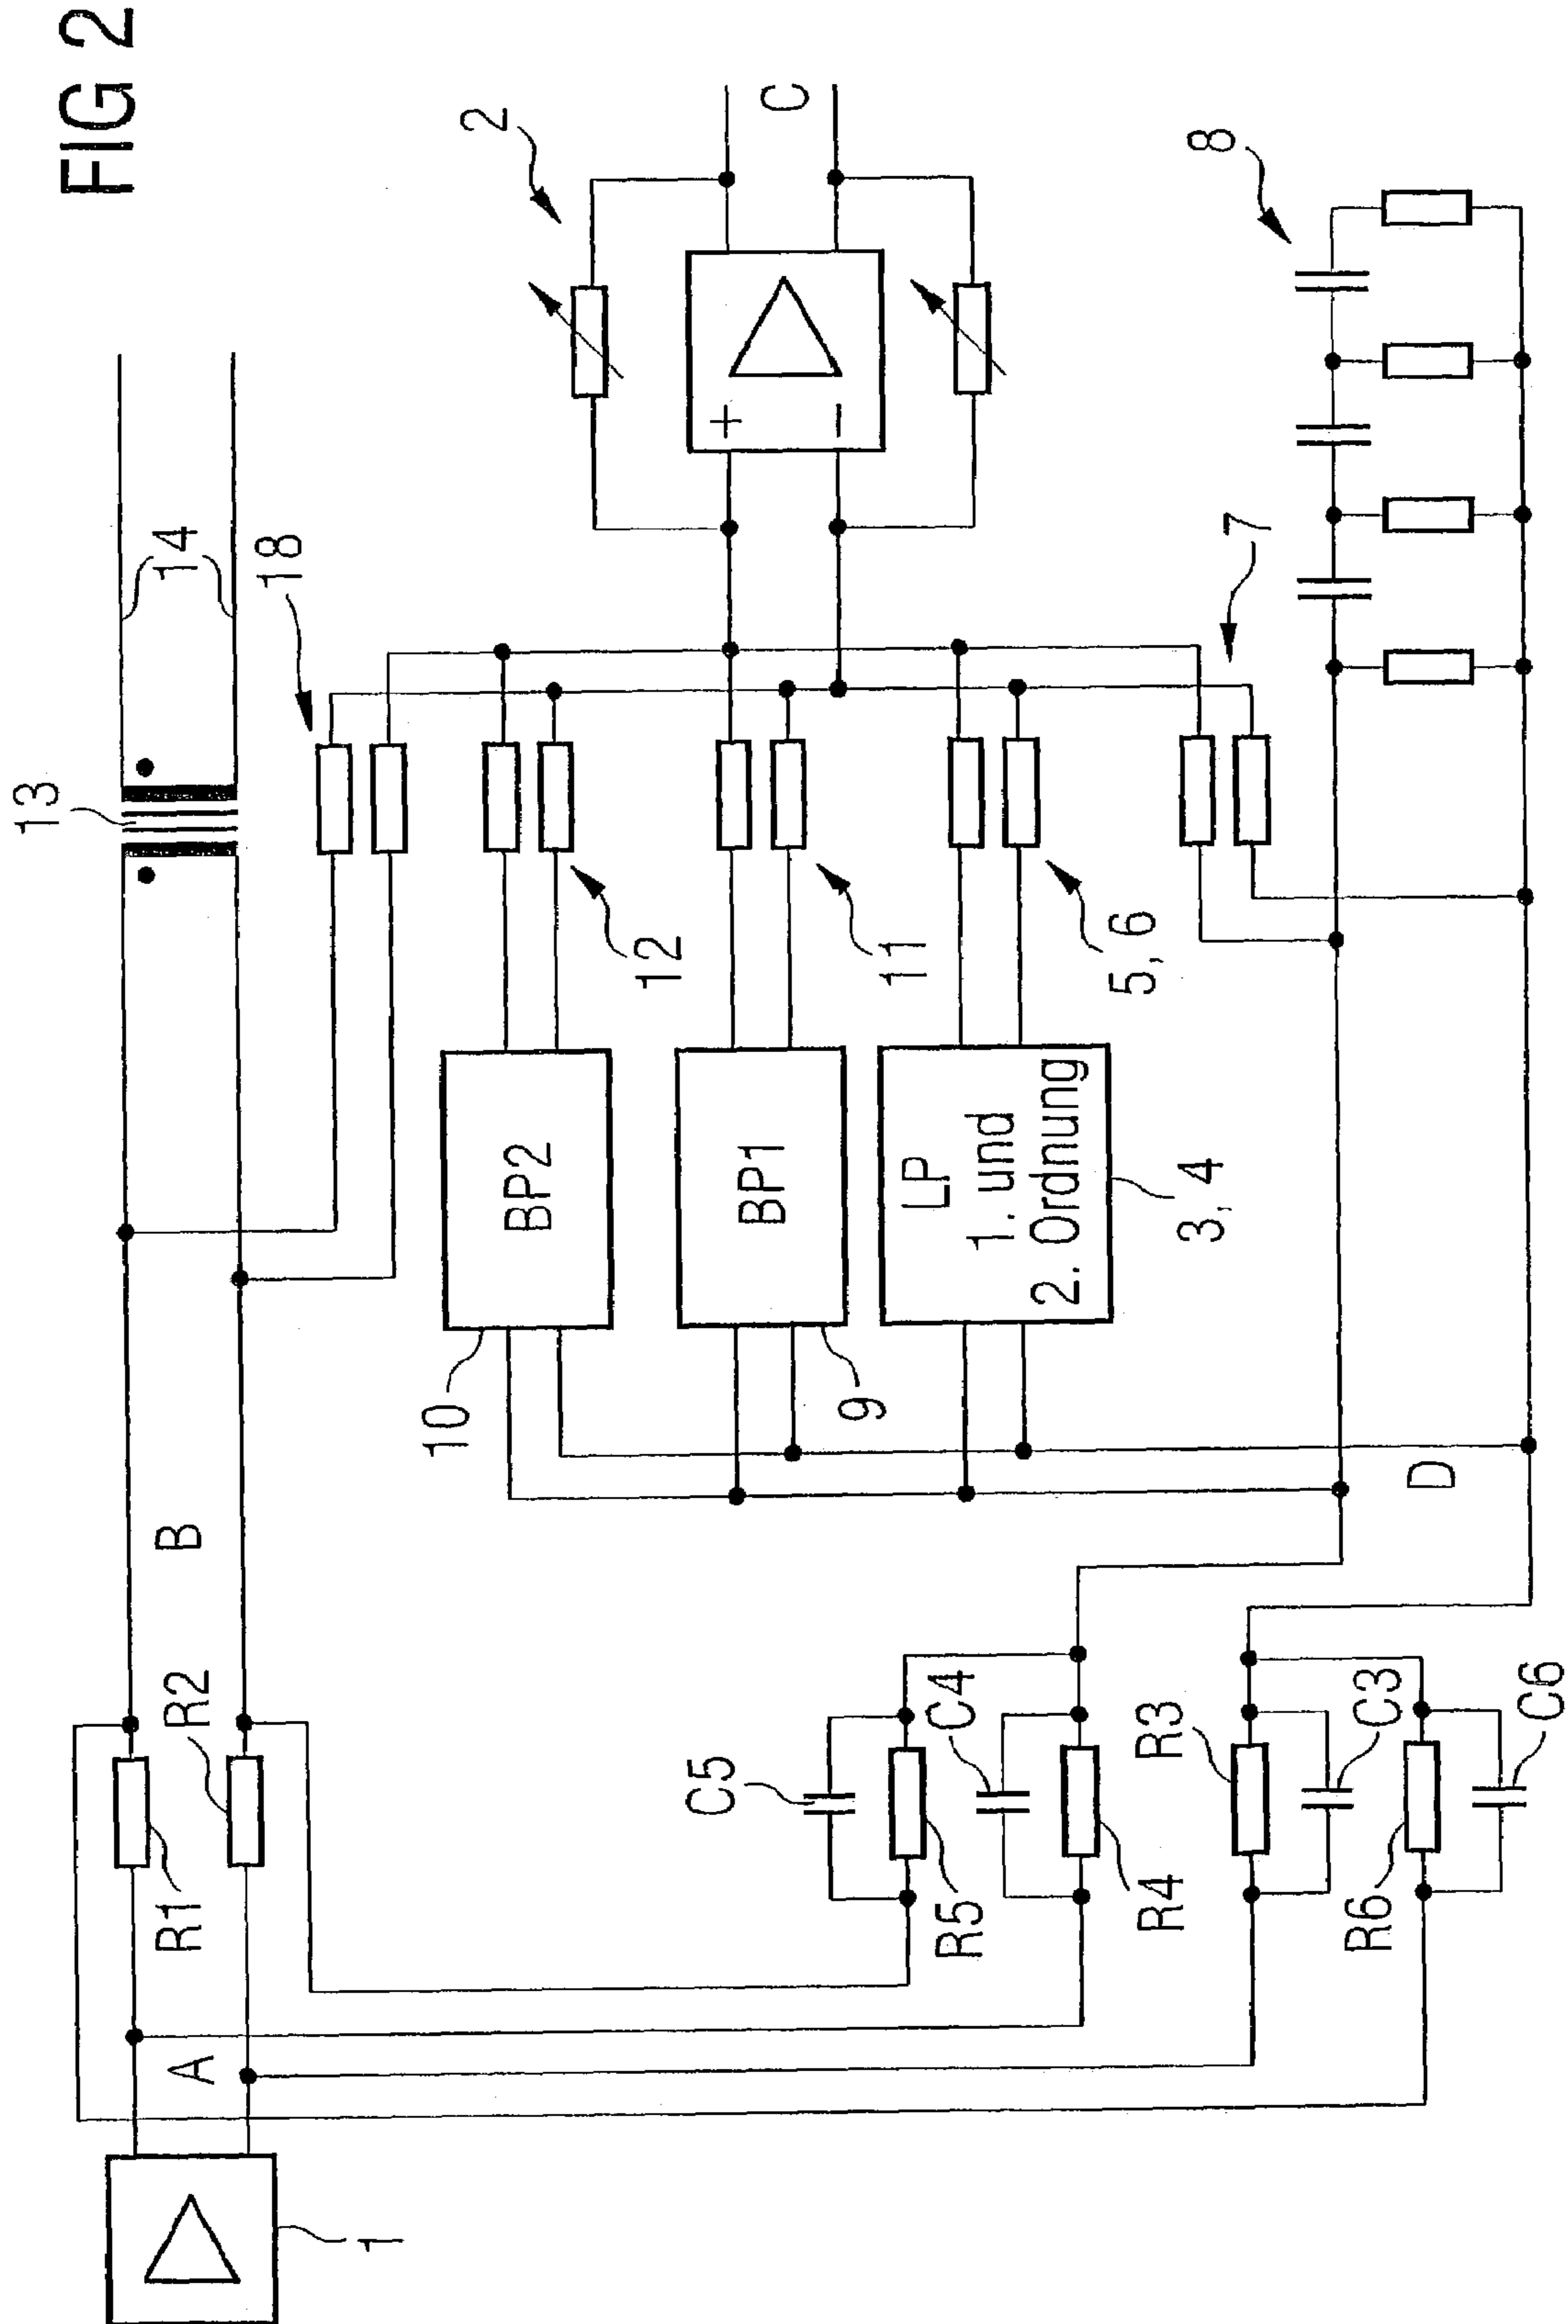 FIG 2
13
14
18
2
C
B
A
R1
R2
1
10
BP2
12
9
BP1
11
LP
1. und
2. Ordnung
3, 4
5, 6
7
8
+
−
D
C5
R5
C4
R4
R3
C3
R6
C6